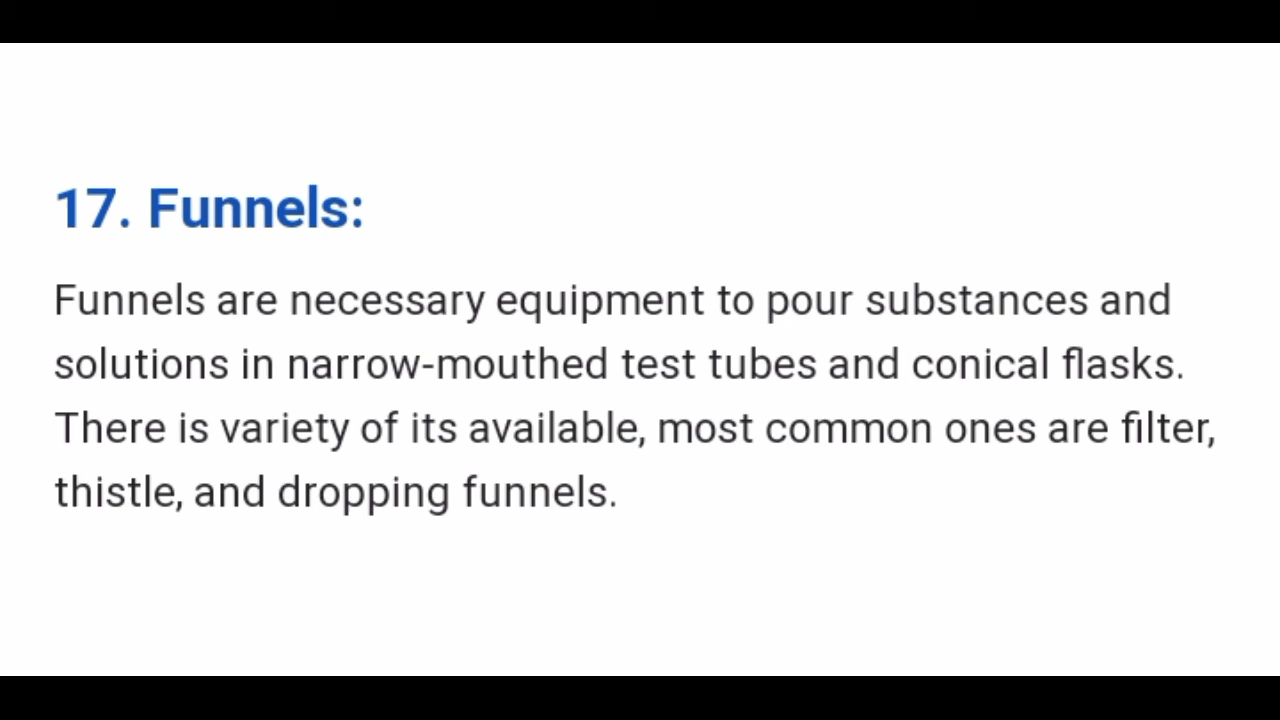 17. Funnels:
Funnels are necessary equipment to pour substances and
solutions in narrow-mouthed test tubes and conical flasks.
There is variety of its available, most common ones are filter,
thistle, and dropping funnels.